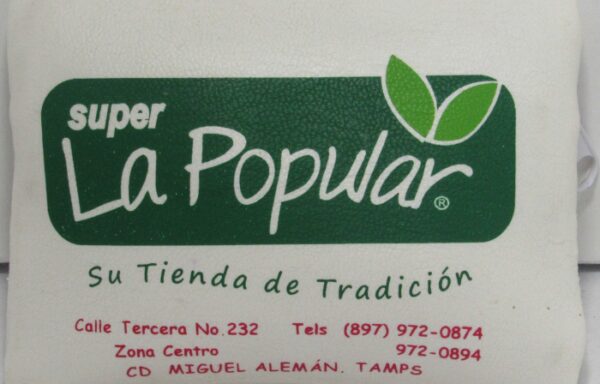 super
La Popular®
Su Tienda de Tradición
Calle Tercera No.232 Tels (897) 972-0874
Zona Centro 972-0894
CD MIGUEL ALEMÁN. TAMPS